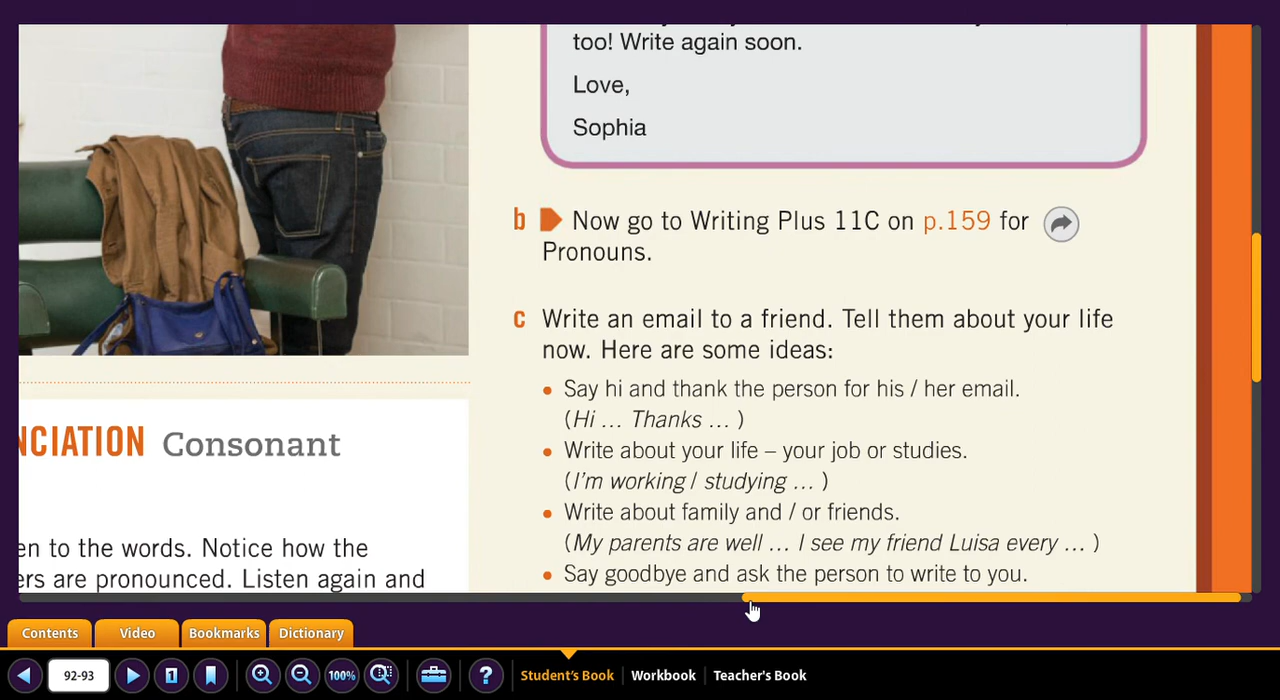 too! Write again soon.
Love,
Sophia
b Now go to Writing Plus 11C on p.159 for
Pronouns.
c Write an email to a friend. Tell them about your life
now. Here are some ideas:
• Say hi and thank the person for his / her email.
(Hi … Thanks … )
• Write about your life – your job or studies.
(I'm working / studying … )
• Write about family and / or friends.
(My parents are well … I see my friend Luisa every … )
• Say goodbye and ask the person to write to you.
NCIATION Consonant
en to the words. Notice how the
ers are pronounced. Listen again and
Contents Video Bookmarks Dictionary
92-93 1 100% ? Student's Book Workbook Teacher's Book